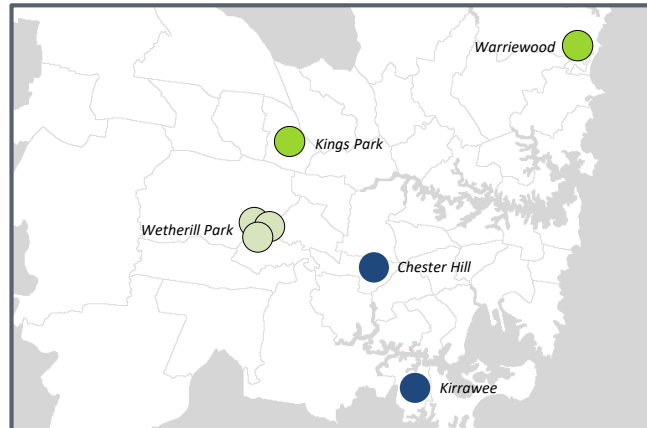 Warriewood
Kings Park
Wetherill Park
Chester Hill
Kirrawee